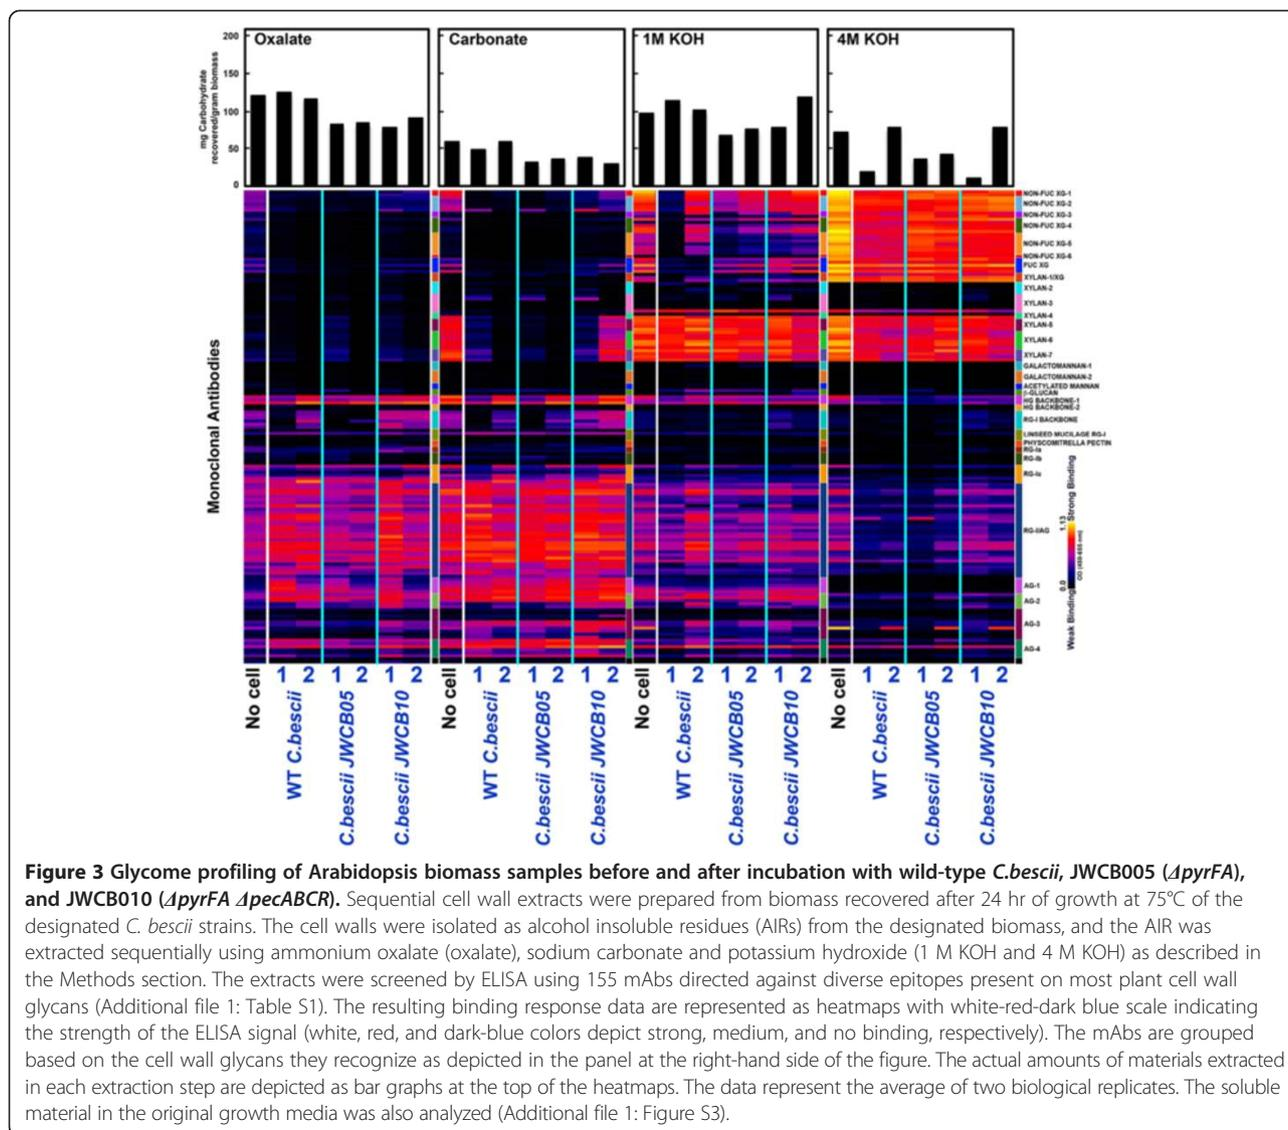 Oxalate
Carbonate
1M KOH
4M KOH
mg Carbohydrate
recovered/gram biomass
200
150
100
50
0
NON-FUC XG-1
NON-FUC XG-2
NON-FUC XG-3
NON-FUC XG-4
NON-FUC XG-5
NON-FUC XG-6
FUC XG
XYLAN-1/XG
XYLAN-2
XYLAN-3
XYLAN-4
XYLAN-5
XYLAN-6
XYLAN-7
GALACTOMANNAN-1
GALACTOMANNAN-2
ACETYLATED MANNAN
β-GLUCAN
HG BACKBONE-1
HG BACKBONE-2
RG-I BACKBONE
LINSEED MUCILAGE RG-I
PHYSCOMITRELLA PECTIN
RG-Ia
RG-Ib
RG-Ic
RG-I/AG
AG-1
AG-2
AG-3
AG-4
Monoclonal Antibodies
Strong Binding
1.13
0.0
Weak Binding
No cell
1 2 1 2 1 2
WT C.bescii
C.bescii JWCB05
C.bescii JWCB10
No cell
1 2 1 2 1 2
WT C.bescii
C.bescii JWCB05
C.bescii JWCB10
No cell
1 2 1 2 1 2
WT C.bescii
C.bescii JWCB05
C.bescii JWCB10
No cell
1 2 1 2 1 2
WT C.bescii
C.bescii JWCB05
C.bescii JWCB10
Figure 3 Glycome profiling of Arabidopsis biomass samples before and after incubation with wild-type C.bescii, JWCB005 (ΔpyrFA),
and JWCB010 (ΔpyrFA ΔpecABCR). Sequential cell wall extracts were prepared from biomass recovered after 24 hr of growth at 75°C of the
designated C. bescii strains. The cell walls were isolated as alcohol insoluble residues (AIRs) from the designated biomass, and the AIR was
extracted sequentially using ammonium oxalate (oxalate), sodium carbonate and potassium hydroxide (1 M KOH and 4 M KOH) as described in
the Methods section. The extracts were screened by ELISA using 155 mAbs directed against diverse epitopes present on most plant cell wall
glycans (Additional file 1: Table S1). The resulting binding response data are represented as heatmaps with white-red-dark blue scale indicating
the strength of the ELISA signal (white, red, and dark-blue colors depict strong, medium, and no binding, respectively). The mAbs are grouped
based on the cell wall glycans they recognize as depicted in the panel at the right-hand side of the figure. The actual amounts of materials extracted
in each extraction step are depicted as bar graphs at the top of the heatmaps. The data represent the average of two biological replicates. The soluble
material in the original growth media was also analyzed (Additional file 1: Figure S3).